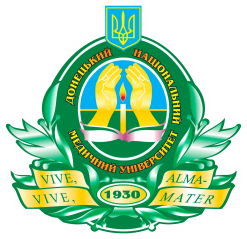 ДОНЕЦЬКИЙ НАЦІОНАЛЬНИЙ
МЕДИЧНИЙ УНІВЕРСИТЕТ
VIVE,
VIVE,
1930
ALMA-
MATER